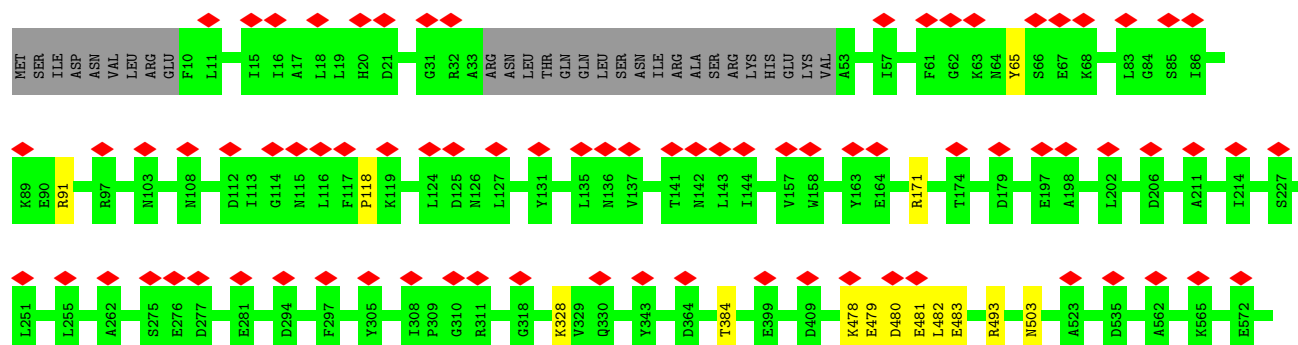 MET SER ILE ASP ASN VAL LEU ARG GLU F10 L11 I15 I16 A17 L18 L19 H20 D21 G31 R32 A33 ARG ASN LEU THR GLN GLN LEU SER ASN ILE ARG ALA SER ARG LYS HIS GLU LYS VAL A53 I57 F61 G62 K63 N64 Y65 S66 E67 K68 L83 G84 S85 I86
K89 E90 R91 R97 N103 N108 D112 I113 G114 N115 L116 F117 P118 K119 L124 D125 N126 L127 Y131 L135 N136 V137 T141 N142 L143 I144 V157 W158 Y163 E164 R171 T174 D179 E197 A198 L202 D206 A211 I214 S227
L251 L255 A262 S275 E276 D277 E281 D294 F297 Y305 I308 P309 G310 R311 G318 K328 V329 Q330 Y343 D364 T384 E399 D409 K478 E479 D480 E481 L482 E483 R493 N503 A523 D535 A562 K565 E572